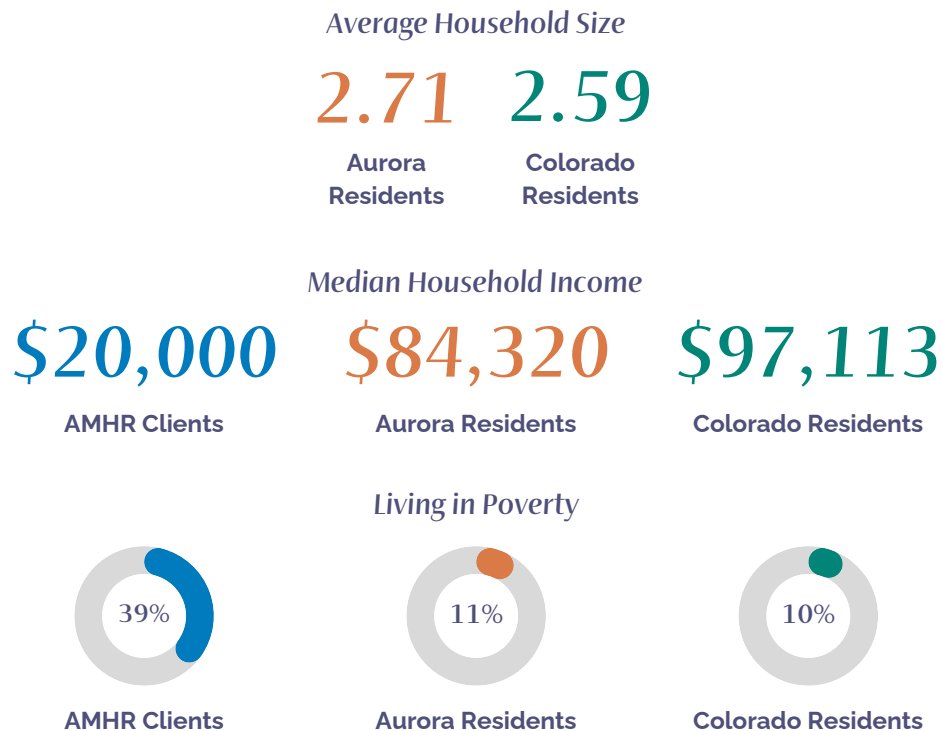 Average Household Size
2.71 2.59
Aurora Residents
Colorado Residents
Median Household Income
$20,000 $84,320 $97,113
AMHR Clients Aurora Residents Colorado Residents
Living in Poverty
39% 11% 10%
AMHR Clients Aurora Residents Colorado Residents